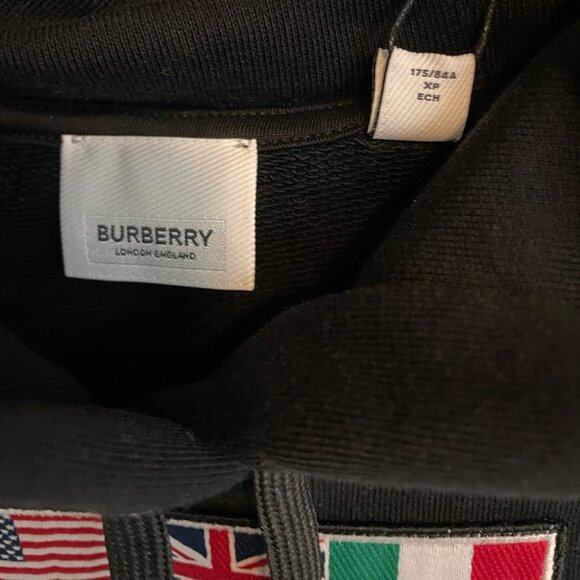 BURBERRY
LONDON ENGLAND
175/84A
XP
ECH